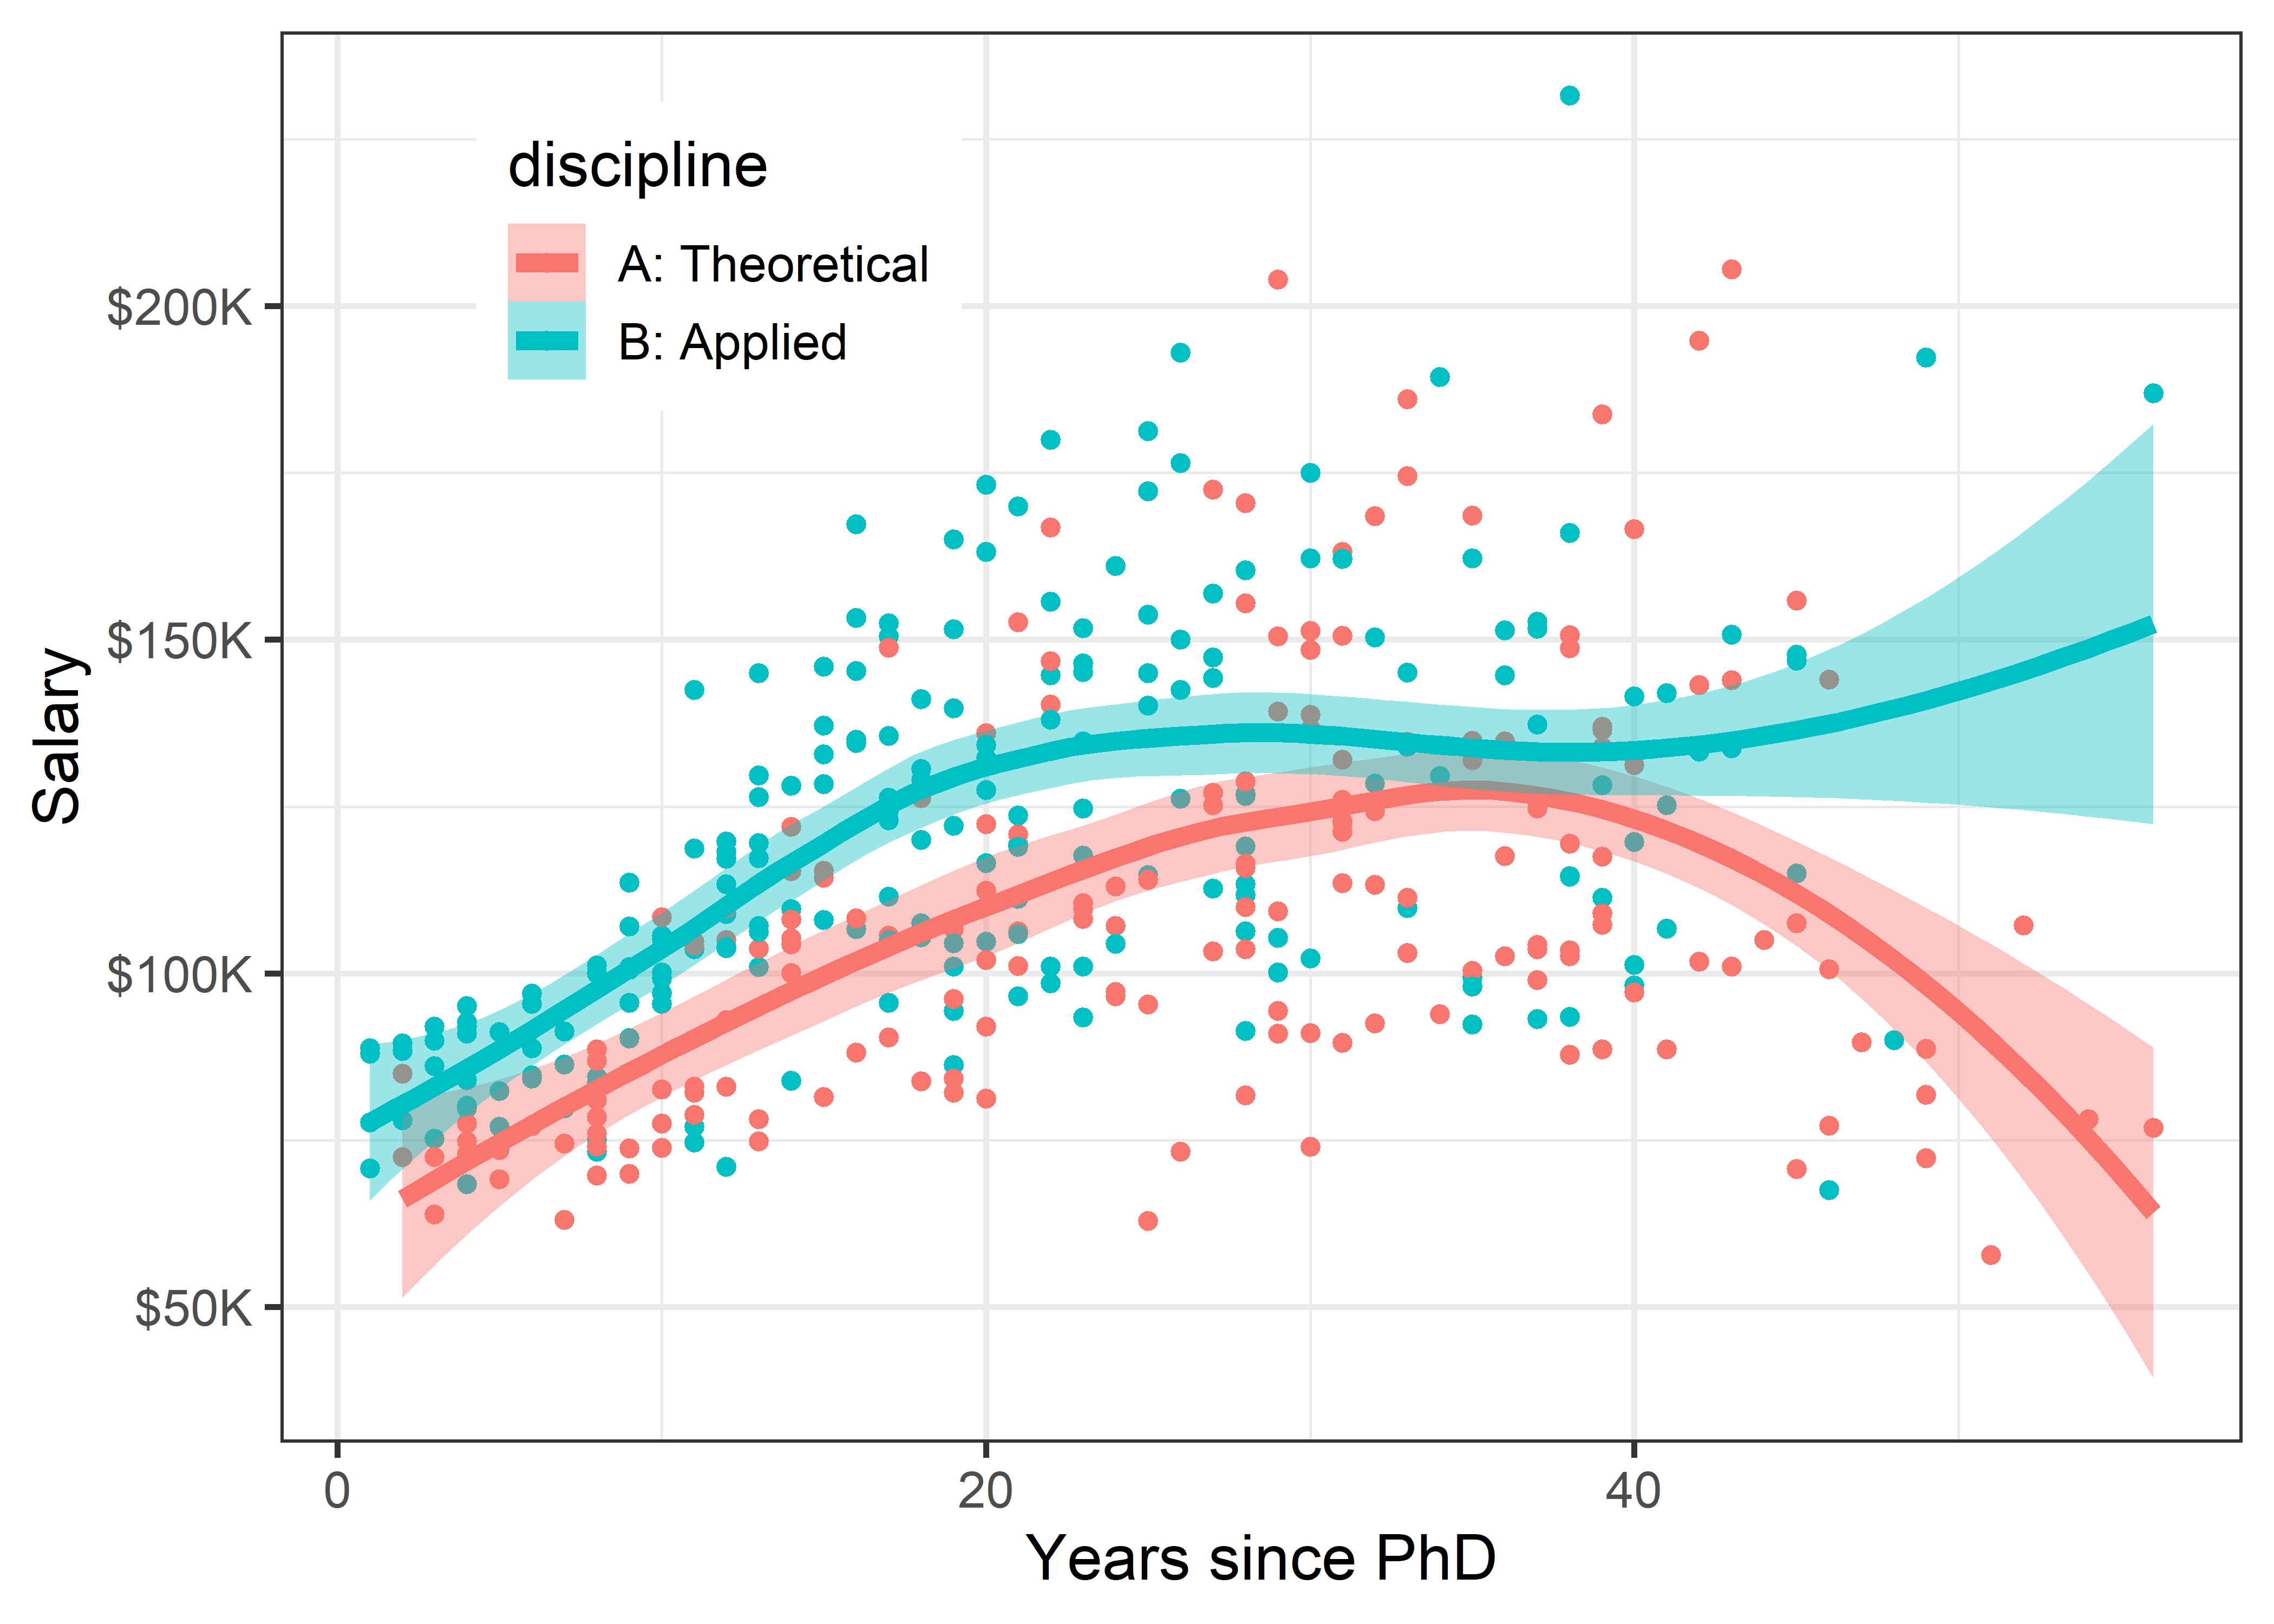 discipline
A: Theoretical
B: Applied
$200K
$150K
$100K
$50K
Salary
0 20 40
Years since PhD